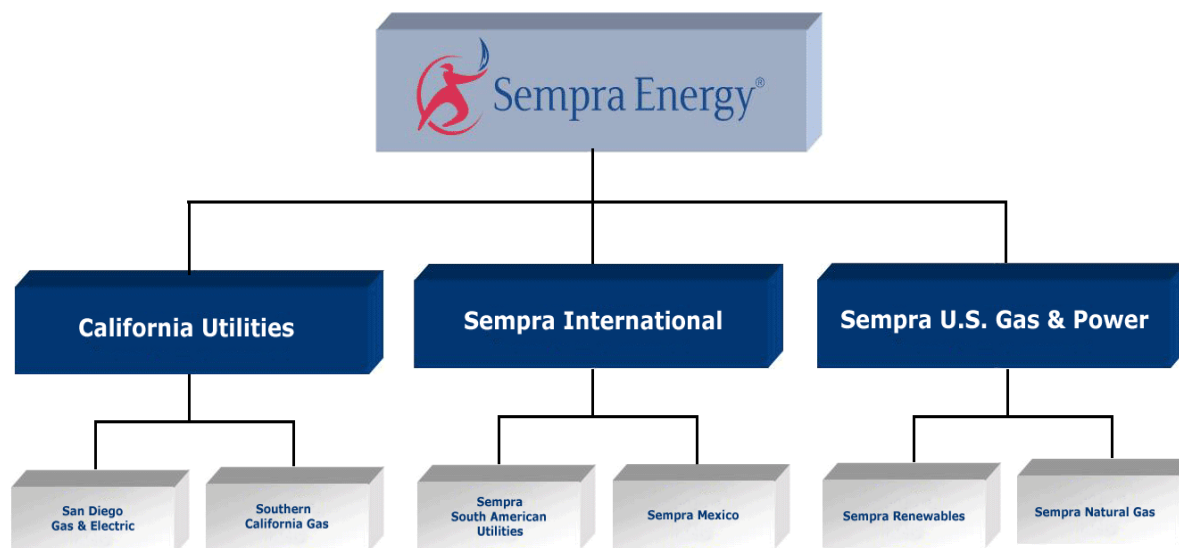 Sempra Energy®
California Utilities
Sempra International
Sempra U.S. Gas & Power
San Diego
Gas & Electric
Southern
California Gas
Sempra
South American
Utilities
Sempra Mexico
Sempra Renewables
Sempra Natural Gas